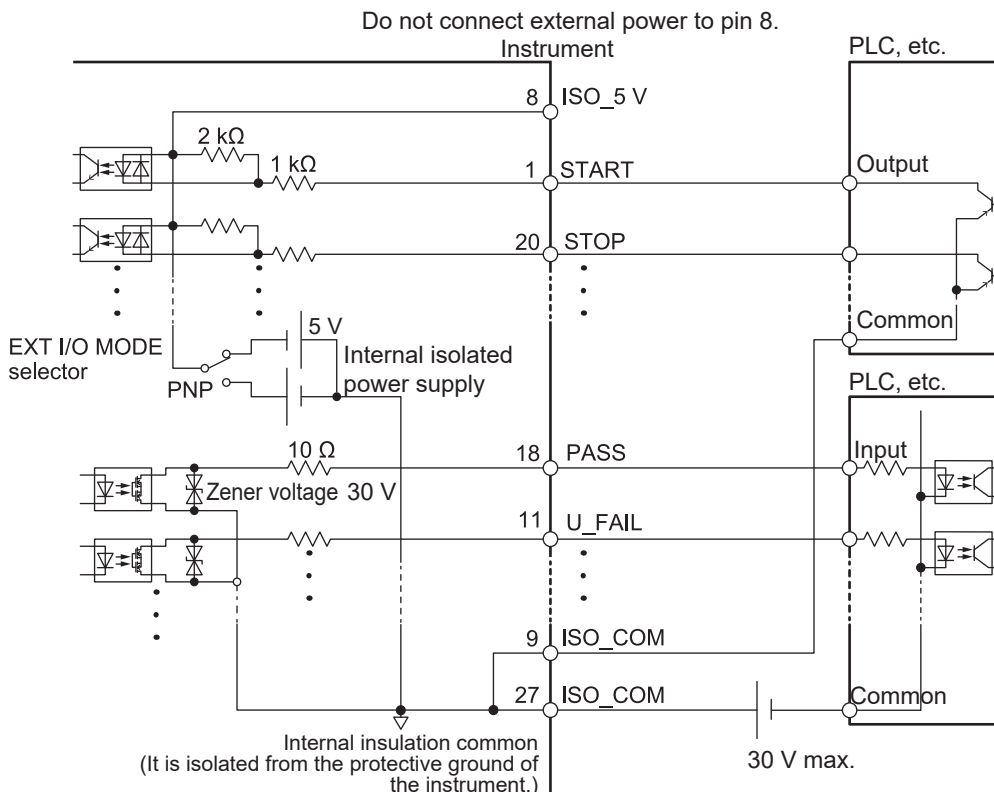 Do not connect external power to pin 8.
Instrument
PLC, etc.
8 ISO_5 V
2 kΩ
1 kΩ
1 START
Output
20 STOP
Common
5 V
EXT I/O MODE
selector
PNP
Internal isolated
power supply
PLC, etc.
10 Ω
18 PASS
Input
Zener voltage 30 V
11 U_FAIL
9 ISO_COM
27 ISO_COM
Common
Internal insulation common
(It is isolated from the protective ground of
the instrument.)
30 V max.